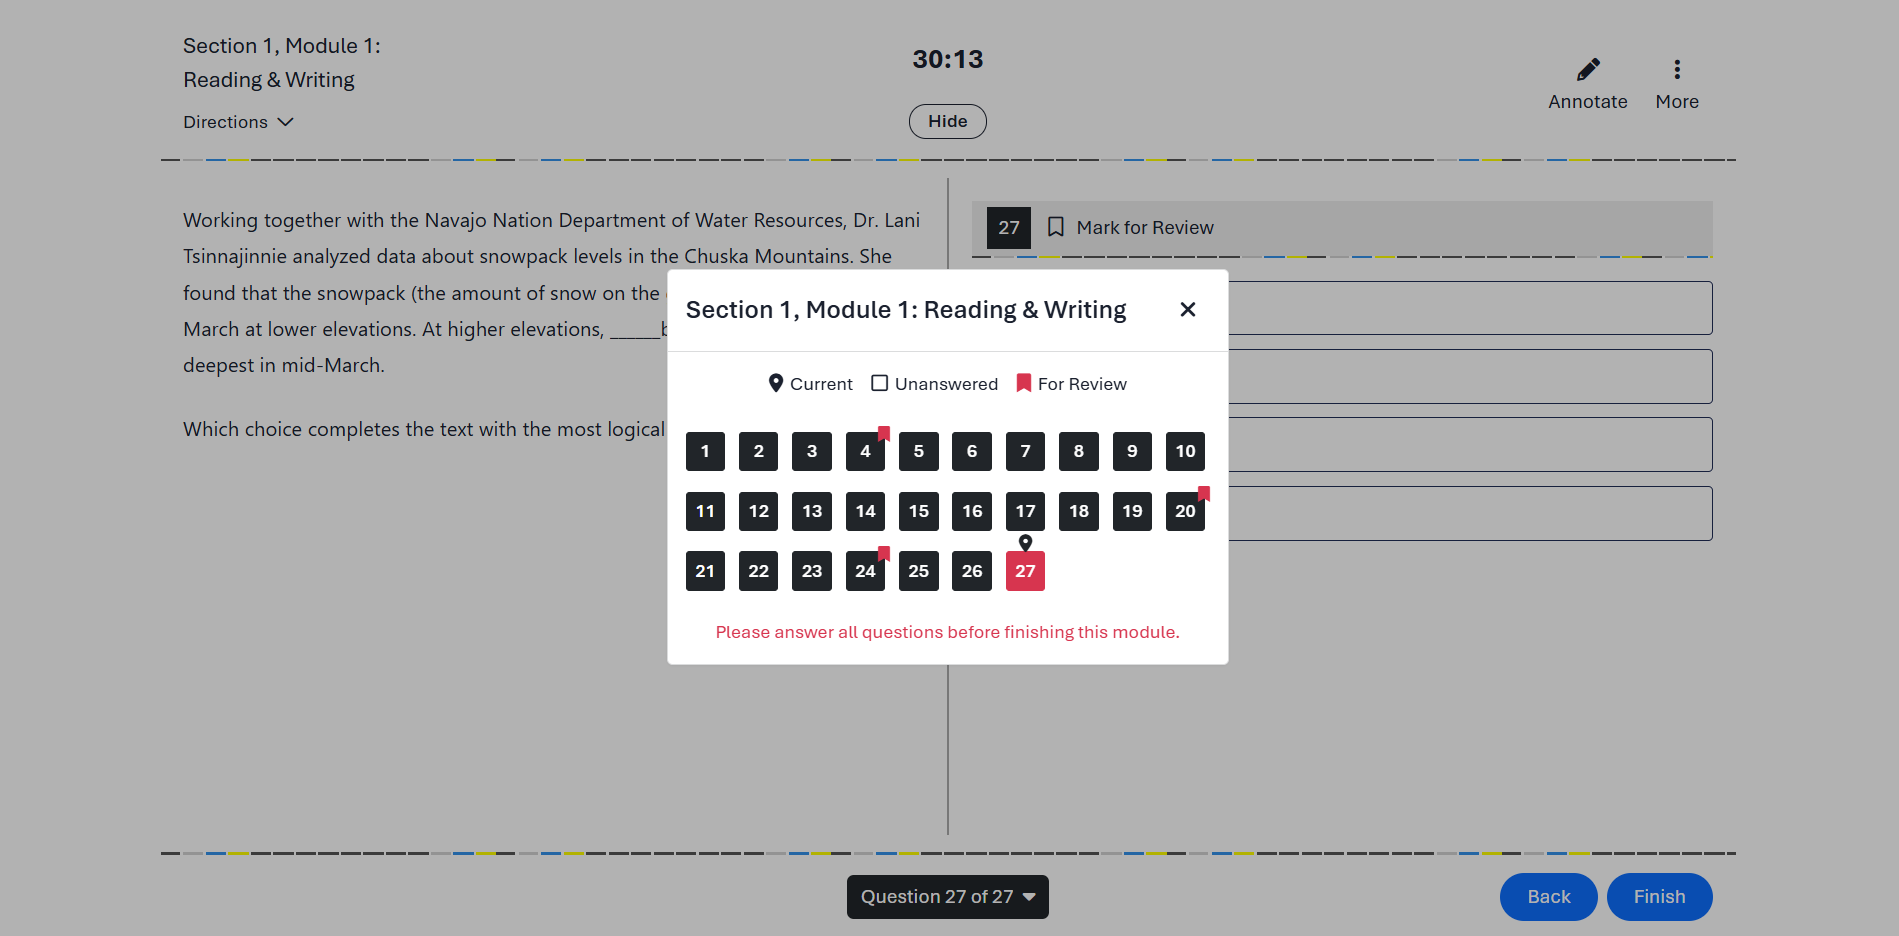 Section 1, Module 1:
Reading & Writing
Directions
30:13
Hide
Annotate
More
Working together with the Navajo Nation Department of Water Resources, Dr. Lani
Tsinnajinnie analyzed data about snowpack levels in the Chuska Mountains. She
found that the snowpack (the amount of snow on the
March at lower elevations. At higher elevations, _____
deepest in mid-March.
Which choice completes the text with the most logical
27
Mark for Review
Section 1, Module 1: Reading & Writing
Current
Unanswered
For Review
1 2 3 4 5 6 7 8 9 10
11 12 13 14 15 16 17 18 19 20
21 22 23 24 25 26 27
Please answer all questions before finishing this module.
Question 27 of 27
Back
Finish